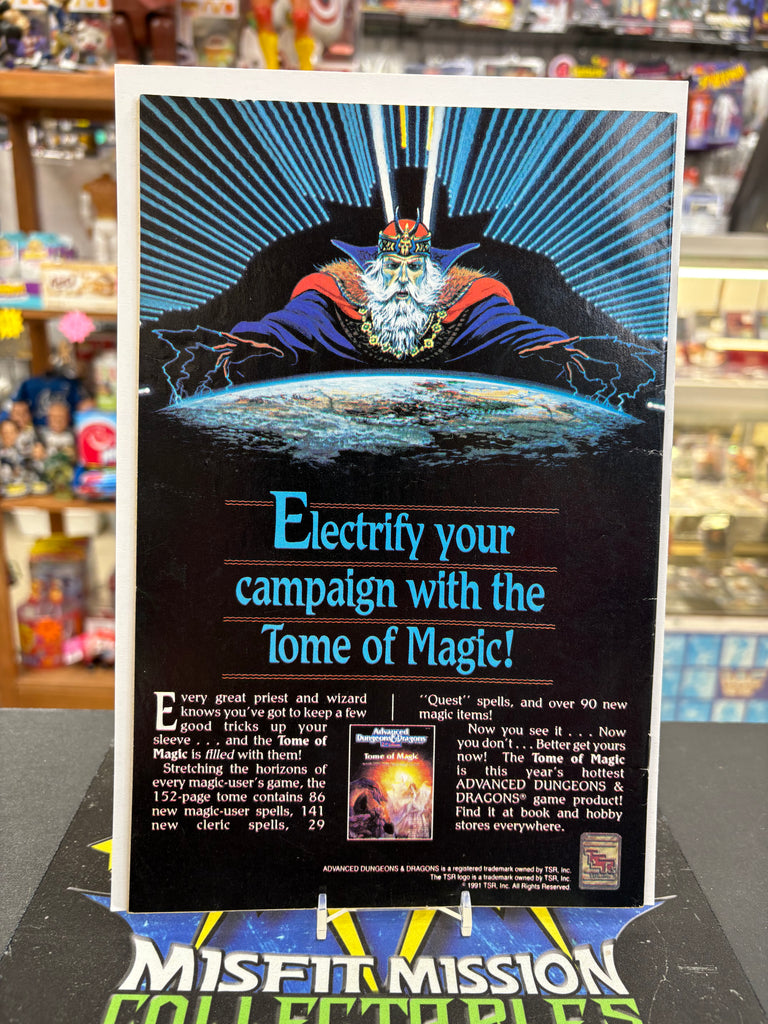 Electrify your
campaign with the
Tome of Magic!
Every great priest and wizard
knows you've got to keep a few
good tricks up your
sleeve . . . and the Tome of
Magic is filled with them!
Stretching the horizons of
every magic-user's game, the
152-page tome contains 86
new magic-user spells, 141
new cleric spells, 29
"Quest" spells, and over 90 new
magic items!
Now you see it . . . Now
you don't . . . Better get yours
now! The Tome of Magic
is this year's hottest
ADVANCED DUNGEONS &
DRAGONS® game product!
Find it at book and hobby
stores everywhere.
Advanced
Dungeons & Dragons
Tome of Magic
ADVANCED DUNGEONS & DRAGONS is a registered trademark owned by TSR, Inc.
The TSR logo is a trademark owned by TSR, Inc.
© 1991 TSR, Inc. All Rights Reserved.
TSR
MISFIT MISSION
COLLECTABLES